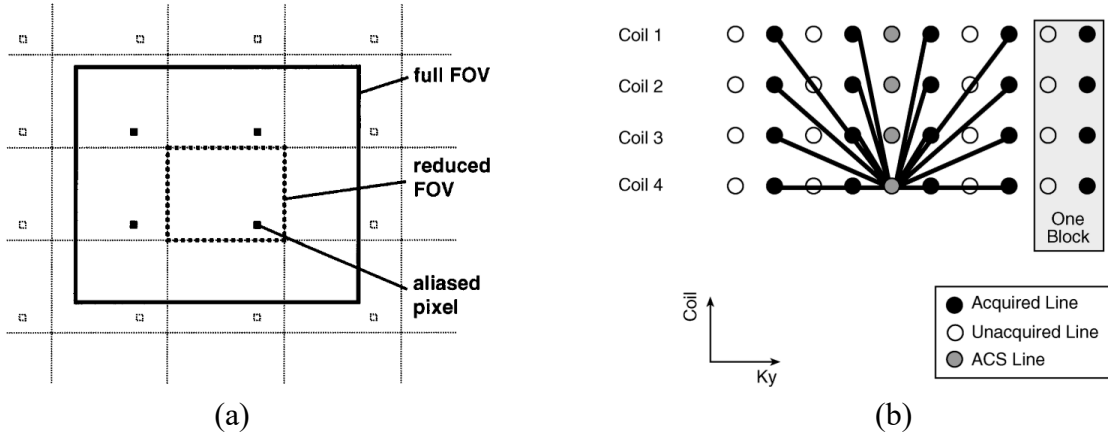 full FOV
reduced
FOV
aliased
pixel
(a)
Coil 1
Coil 2
Coil 3
Coil 4
One
Block
Coil
Ky
Acquired Line
Unacquired Line
ACS Line
(b)